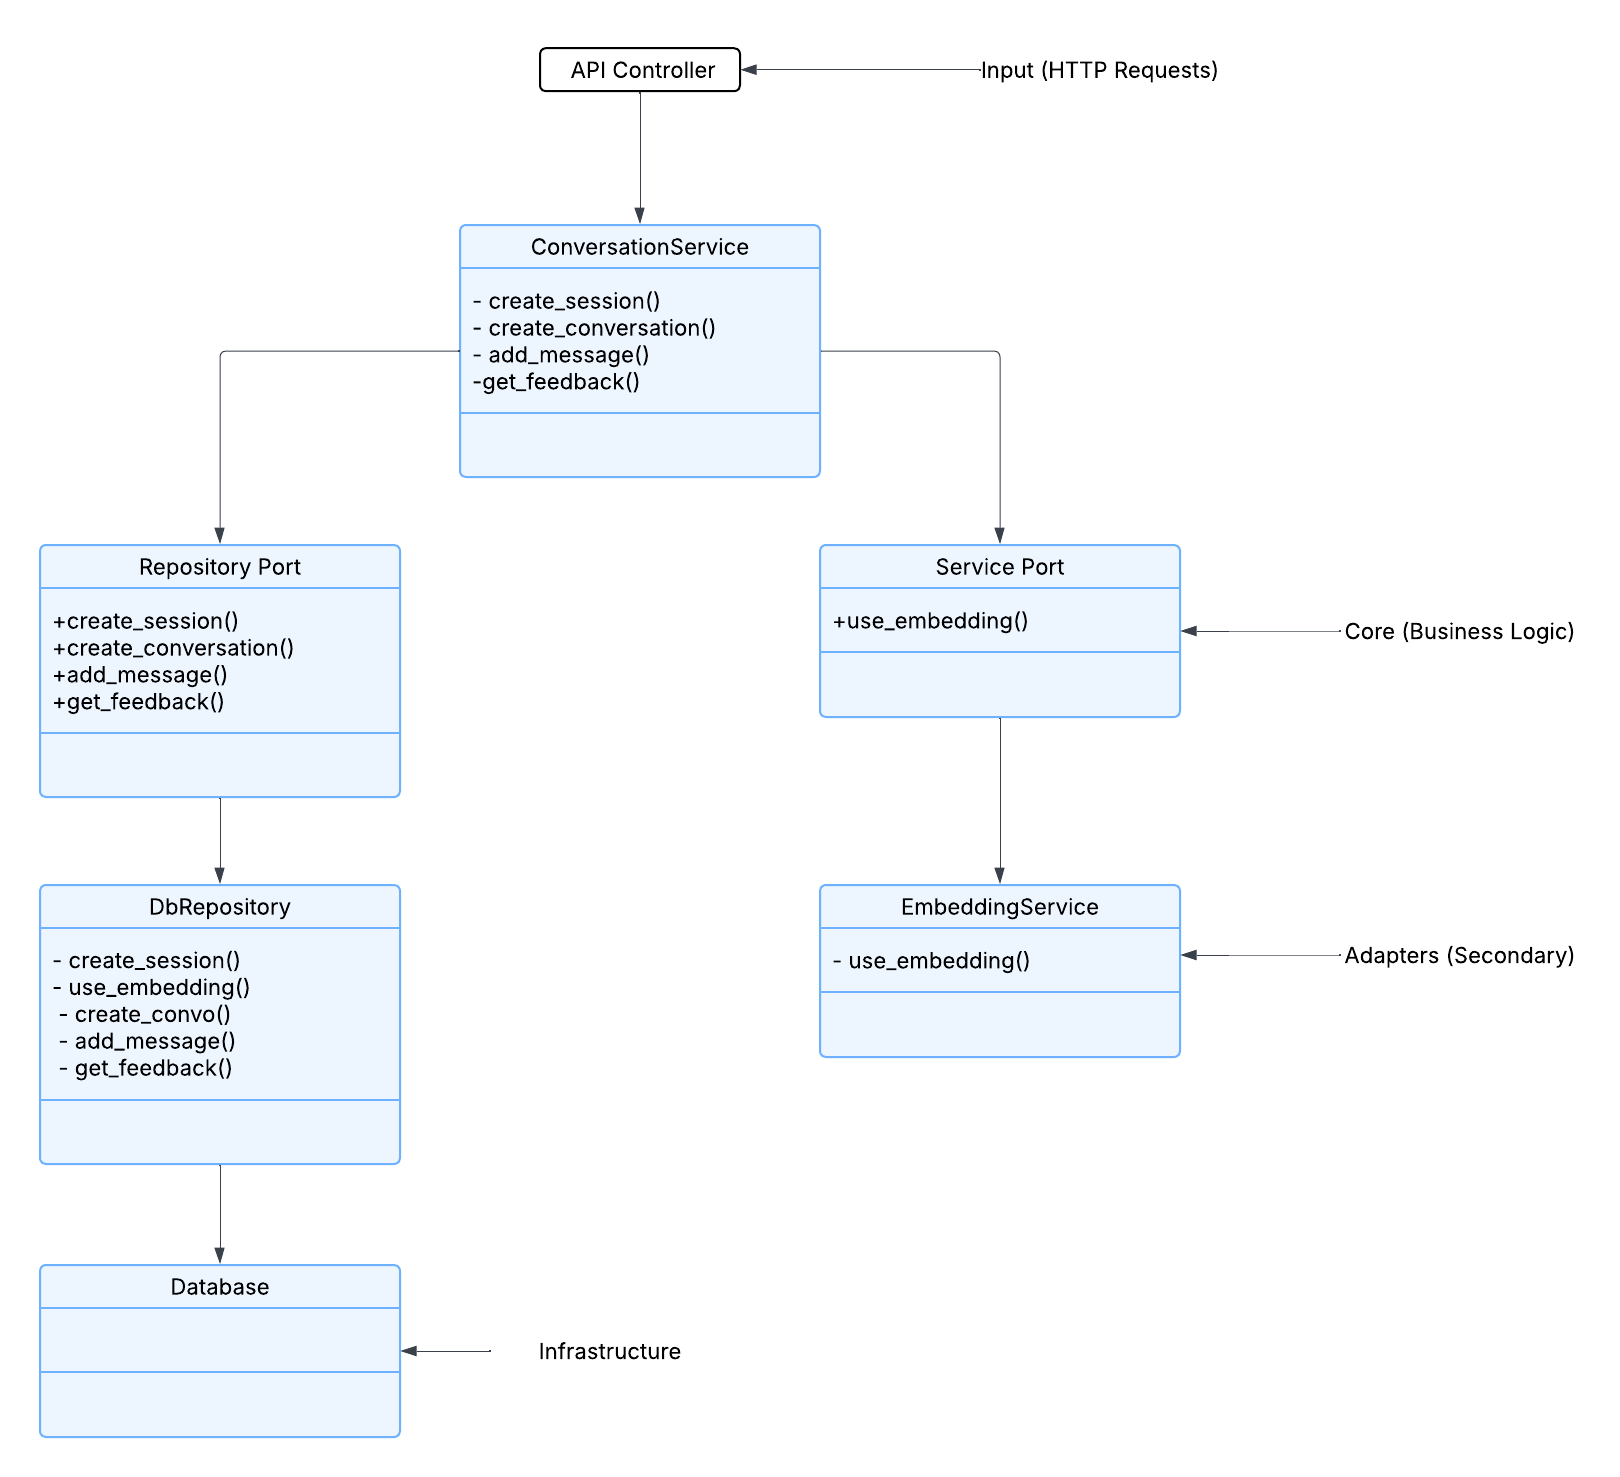 API Controller
Input (HTTP Requests)
ConversationService
- create_session()
- create_conversation()
- add_message()
-get_feedback()
Repository Port
+create_session()
+create_conversation()
+add_message()
+get_feedback()
Service Port
+use_embedding()
Core (Business Logic)
DbRepository
- create_session()
- use_embedding()
- create_convo()
- add_message()
- get_feedback()
EmbeddingService
- use_embedding()
Adapters (Secondary)
Database
Infrastructure